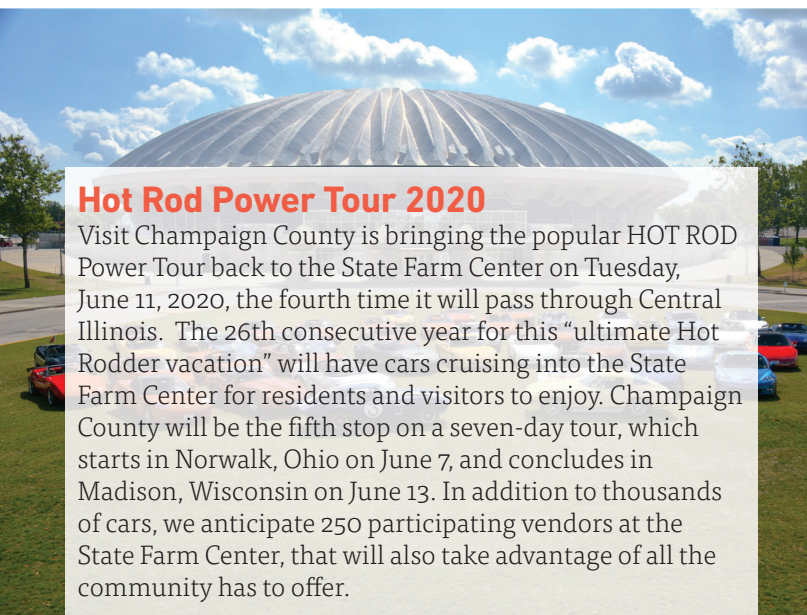 Hot Rod Power Tour 2020
Visit Champaign County is bringing the popular HOT ROD
Power Tour back to the State Farm Center on Tuesday,
June 11, 2020, the fourth time it will pass through Central
Illinois.  The 26th consecutive year for this “ultimate Hot
Rodder vacation” will have cars cruising into the State
Farm Center for residents and visitors to enjoy. Champaign
County will be the fifth stop on a seven-day tour, which
starts in Norwalk, Ohio on June 7, and concludes in
Madison, Wisconsin on June 13. In addition to thousands
of cars, we anticipate 250 participating vendors at the
State Farm Center, that will also take advantage of all the
community has to offer.